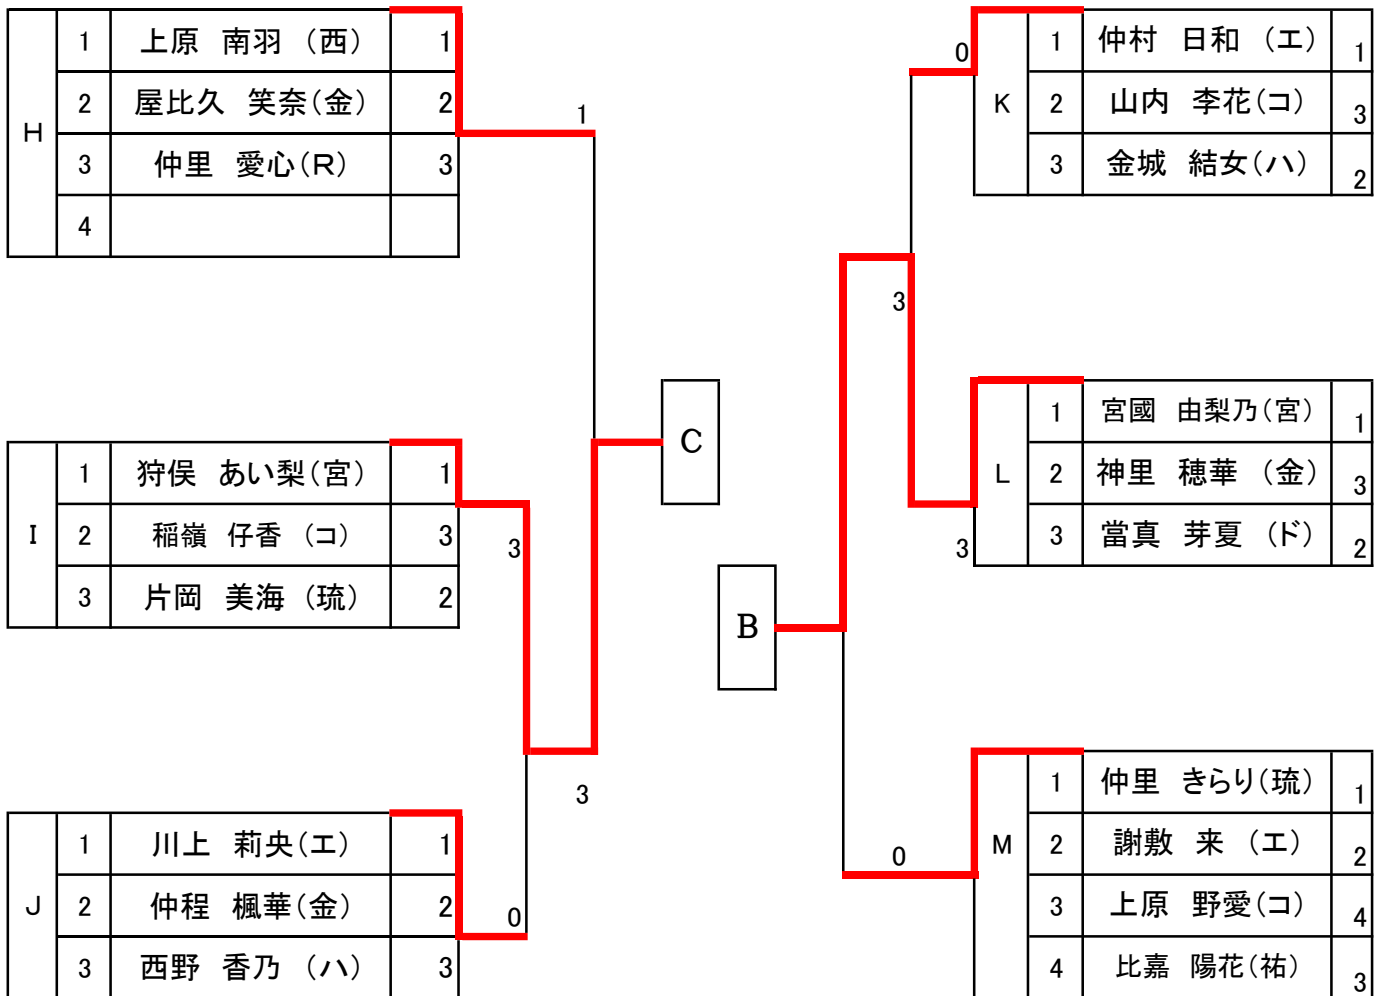 H
1 上原 南羽 (西) 1
2 屋比久 笑奈(金) 2
3 仲里 愛心(R) 3
4
1
I
1 狩俣 あい梨(宮) 1
2 稲嶺 仔香 (コ) 3
3 片岡 美海 (琉) 2
3
J
1 川上 莉央(エ) 1
2 仲程 楓華(金) 2
3 西野 香乃 (ハ) 3
0
3
C
B
K
1 仲村 日和 (エ) 1
2 山内 李花(コ) 3
3 金城 結女(ハ) 2
0
3
L
1 宮國 由梨乃(宮) 1
2 神里 穂華 (金) 3
3 當真 芽夏 (ド) 2
3
M
1 仲里 きらり(琉) 1
2 謝敷 来 (エ) 2
3 上原 野愛(コ) 4
4 比嘉 陽花(祐) 3
0